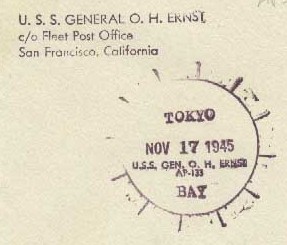 U. S. S. GENERAL O. H. ERNST
c/o Fleet Post Office
San Francisco, California
TOKYO
NOV 17 1945
U.S.S. GEN. O. H. ERNST
AP-133
BAY